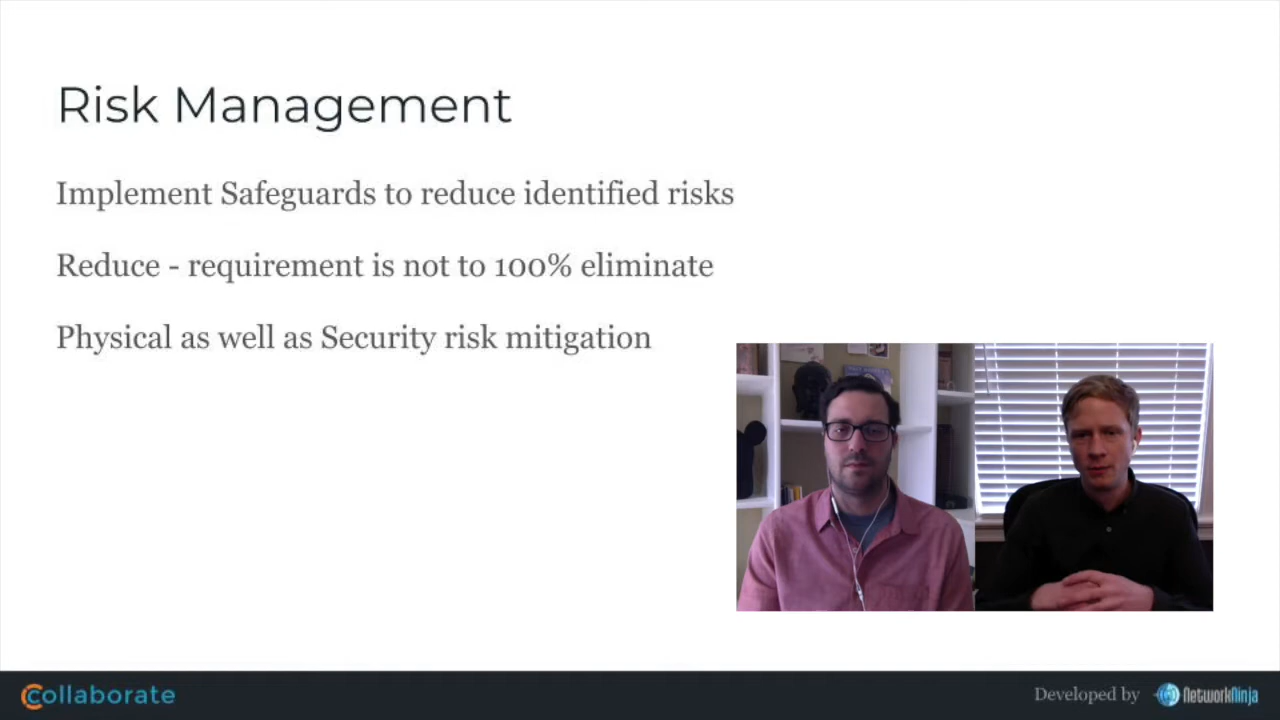 Risk Management
Implement Safeguards to reduce identified risks
Reduce - requirement is not to 100% eliminate
Physical as well as Security risk mitigation
collaborate
Developed by NetworkNinja